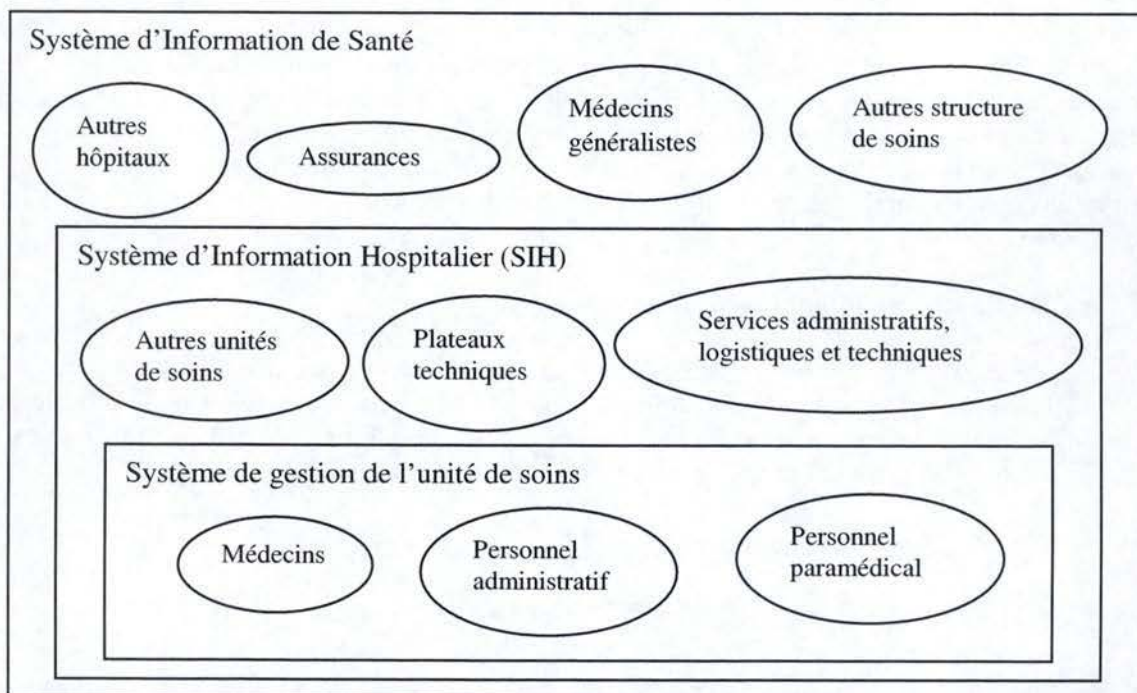 Système d'Information de Santé
Autres
hôpitaux
Assurances
Médecins
généralistes
Autres structure
de soins
Système d'Information Hospitalier (SIH)
Autres unités
de soins
Plateaux
techniques
Services administratifs,
logistiques et techniques
Système de gestion de l'unité de soins
Médecins
Personnel
administratif
Personnel
paramédical